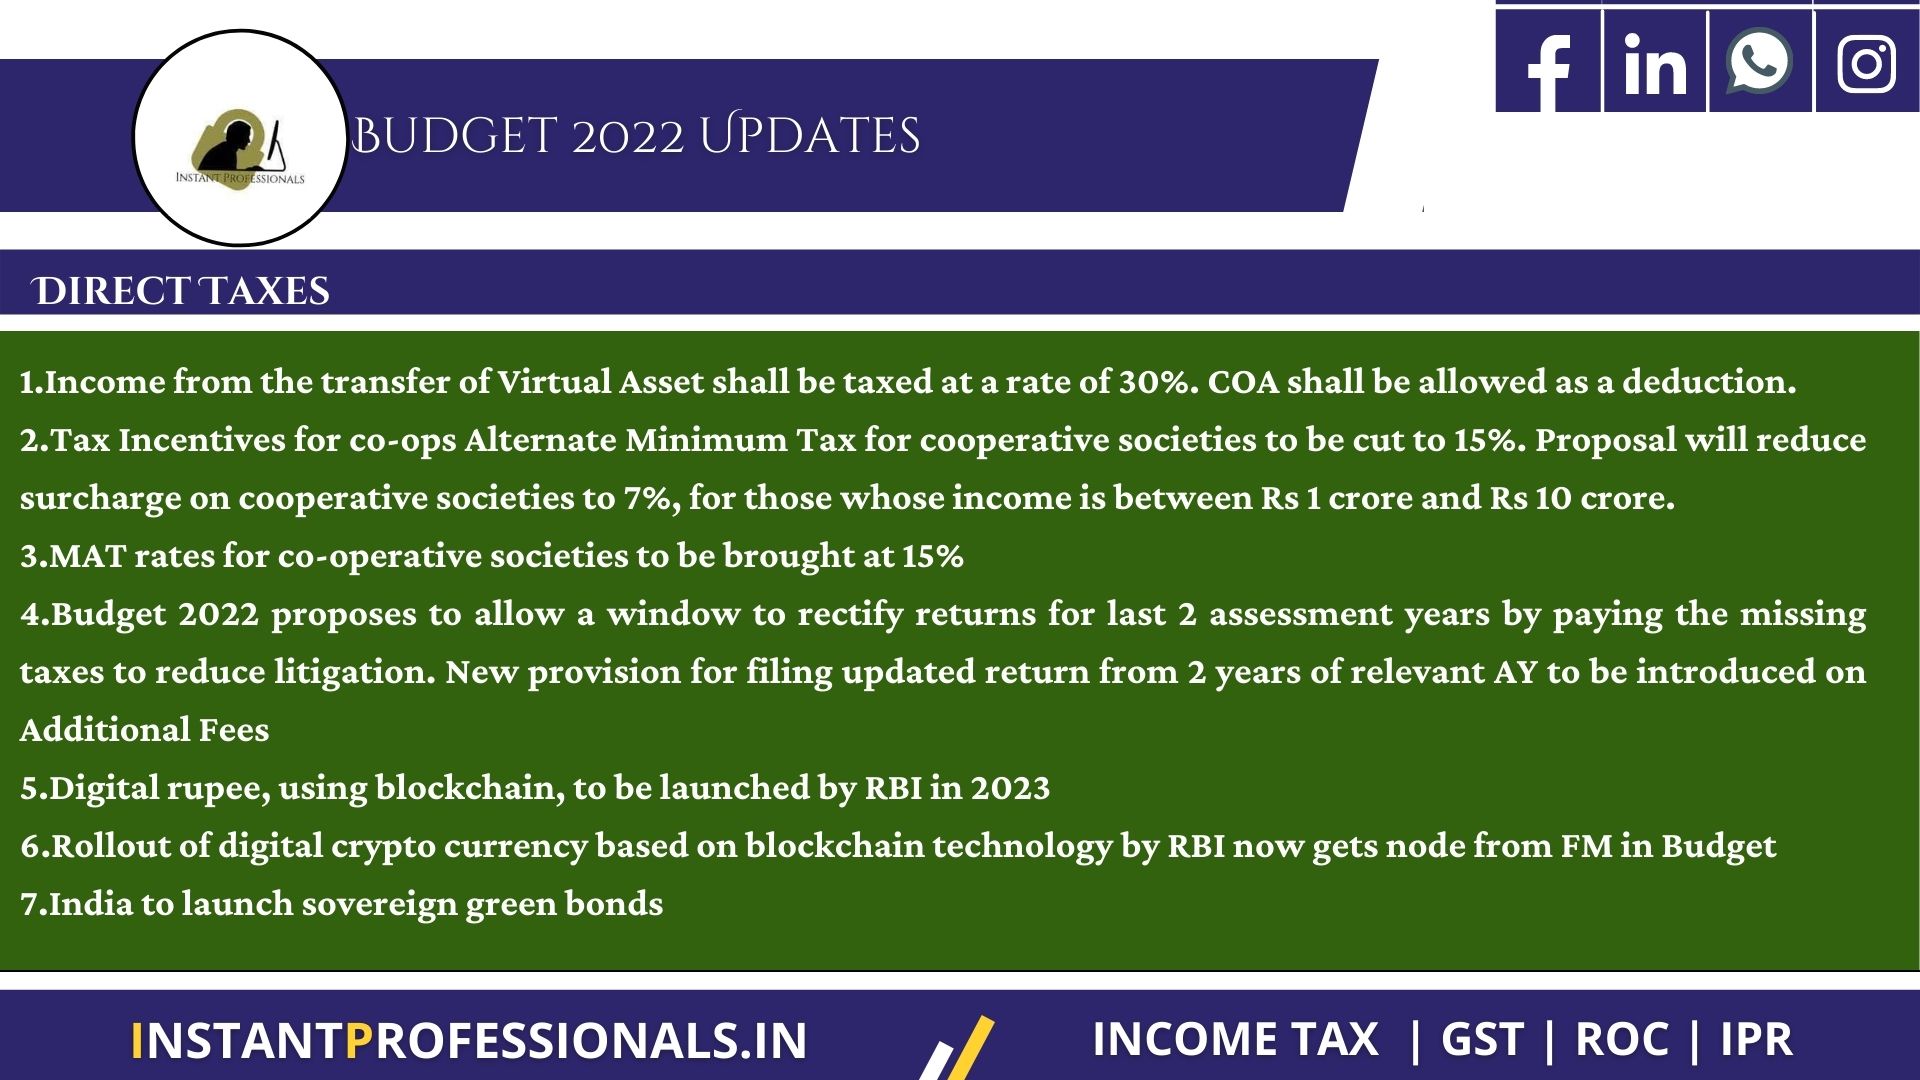 Instant Professionals
Budget 2022 Updates
Direct Taxes
1.Income from the transfer of Virtual Asset shall be taxed at a rate of 30%. COA shall be allowed as a deduction.
2.Tax Incentives for co-ops Alternate Minimum Tax for cooperative societies to be cut to 15%. Proposal will reduce
surcharge on cooperative societies to 7%, for those whose income is between Rs 1 crore and Rs 10 crore.
3.MAT rates for co-operative societies to be brought at 15%
4.Budget 2022 proposes to allow a window to rectify returns for last 2 assessment years by paying the missing
taxes to reduce litigation. New provision for filing updated return from 2 years of relevant AY to be introduced on
Additional Fees
5.Digital rupee, using blockchain, to be launched by RBI in 2023
6.Rollout of digital crypto currency based on blockchain technology by RBI now gets node from FM in Budget
7.India to launch sovereign green bonds
INSTANTPROFESSIONALS.IN
INCOME TAX | GST | ROC | IPR